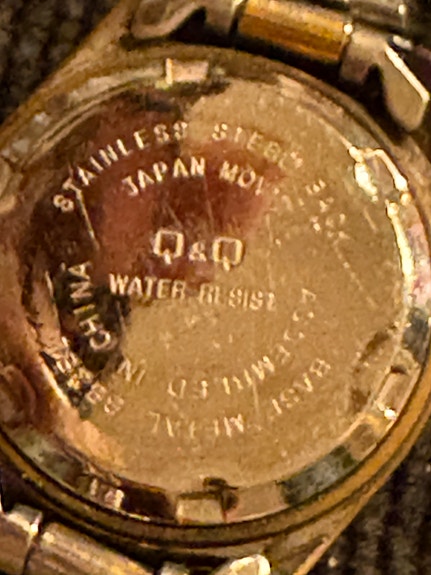 STAINLESS STEEL BACK
JAPAN MOV'T
Q&Q
WATER RESIST
ASSEMBLED IN CHINA
BASE METAL BEZEL